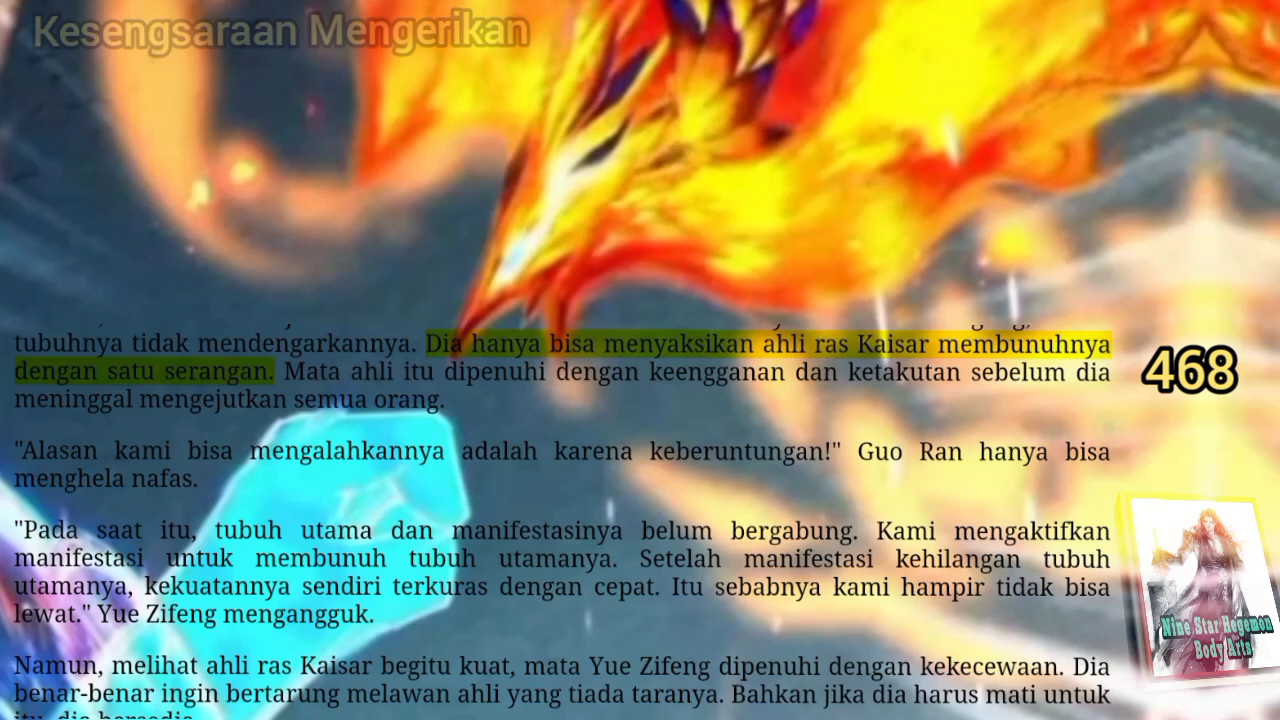 Kesengsaraan Mengerikan
tubuhnya tidak mendengarkannya. Dia hanya bisa menyaksikan ahli ras Kaisar membunuhnya
dengan satu serangan. Mata ahli itu dipenuhi dengan keengganan dan ketakutan sebelum dia
meninggal mengejutkan semua orang.
468
"Alasan kami bisa mengalahkannya adalah karena keberuntungan!" Guo Ran hanya bisa
menghela nafas.
"Pada saat itu, tubuh utama dan manifestasinya belum bergabung. Kami mengaktifkan
manifestasi untuk membunuh tubuh utamanya. Setelah manifestasi kehilangan tubuh
utamanya, kekuatannya sendiri terkuras dengan cepat. Itu sebabnya kami hampir tidak bisa
lewat." Yue Zifeng mengangguk.
Nine Star Hegemon
Body Arts
Namun, melihat ahli ras Kaisar begitu kuat, mata Yue Zifeng dipenuhi dengan kekecewaan. Dia
benar-benar ingin bertarung melawan ahli yang tiada taranya. Bahkan jika dia harus mati untuk
itu, dia bersedia.